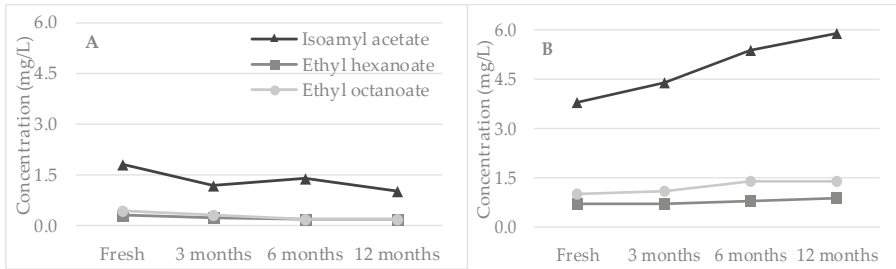 A
Concentration (mg/L)
6.0
4.5
3.0
1.5
0.0
Isoamyl acetate
Ethyl hexanoate
Ethyl octanoate
Fresh 3 months 6 months 12 months
B
Concentration (mg/L)
6.0
4.5
3.0
1.5
0.0
Fresh 3 months 6 months 12 months